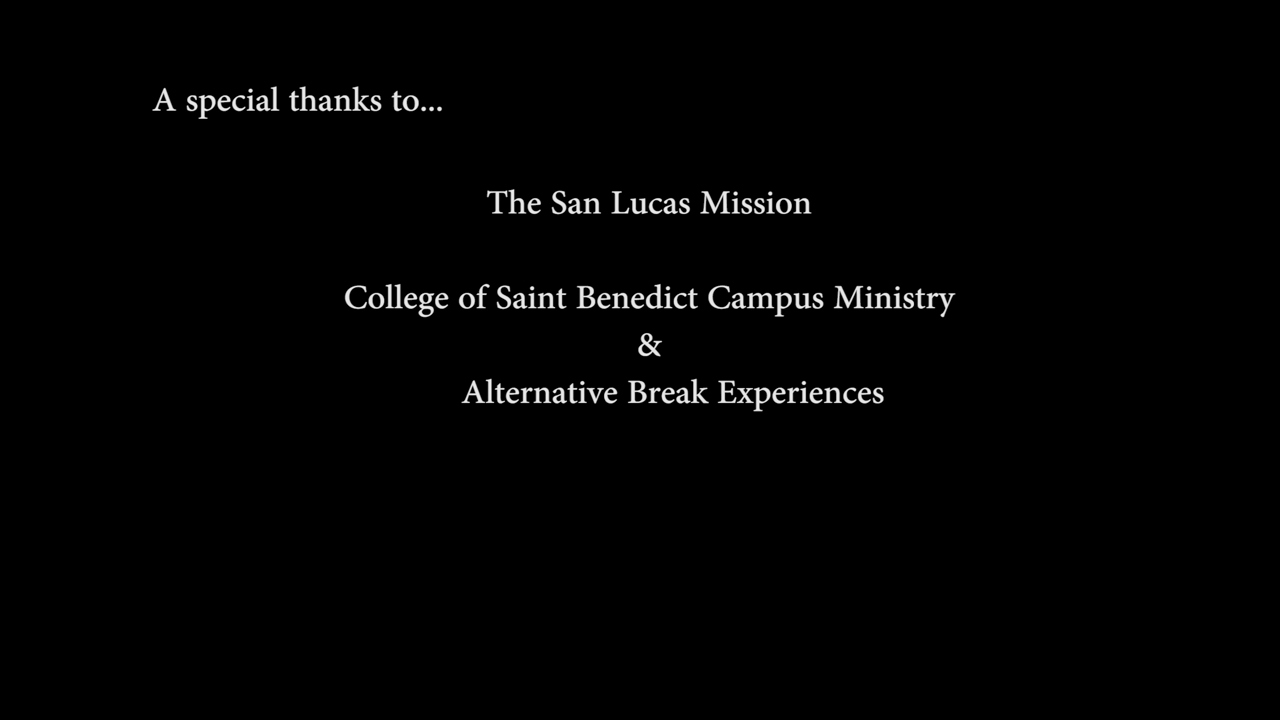 A special thanks to...
The San Lucas Mission
College of Saint Benedict Campus Ministry
&
Alternative Break Experiences